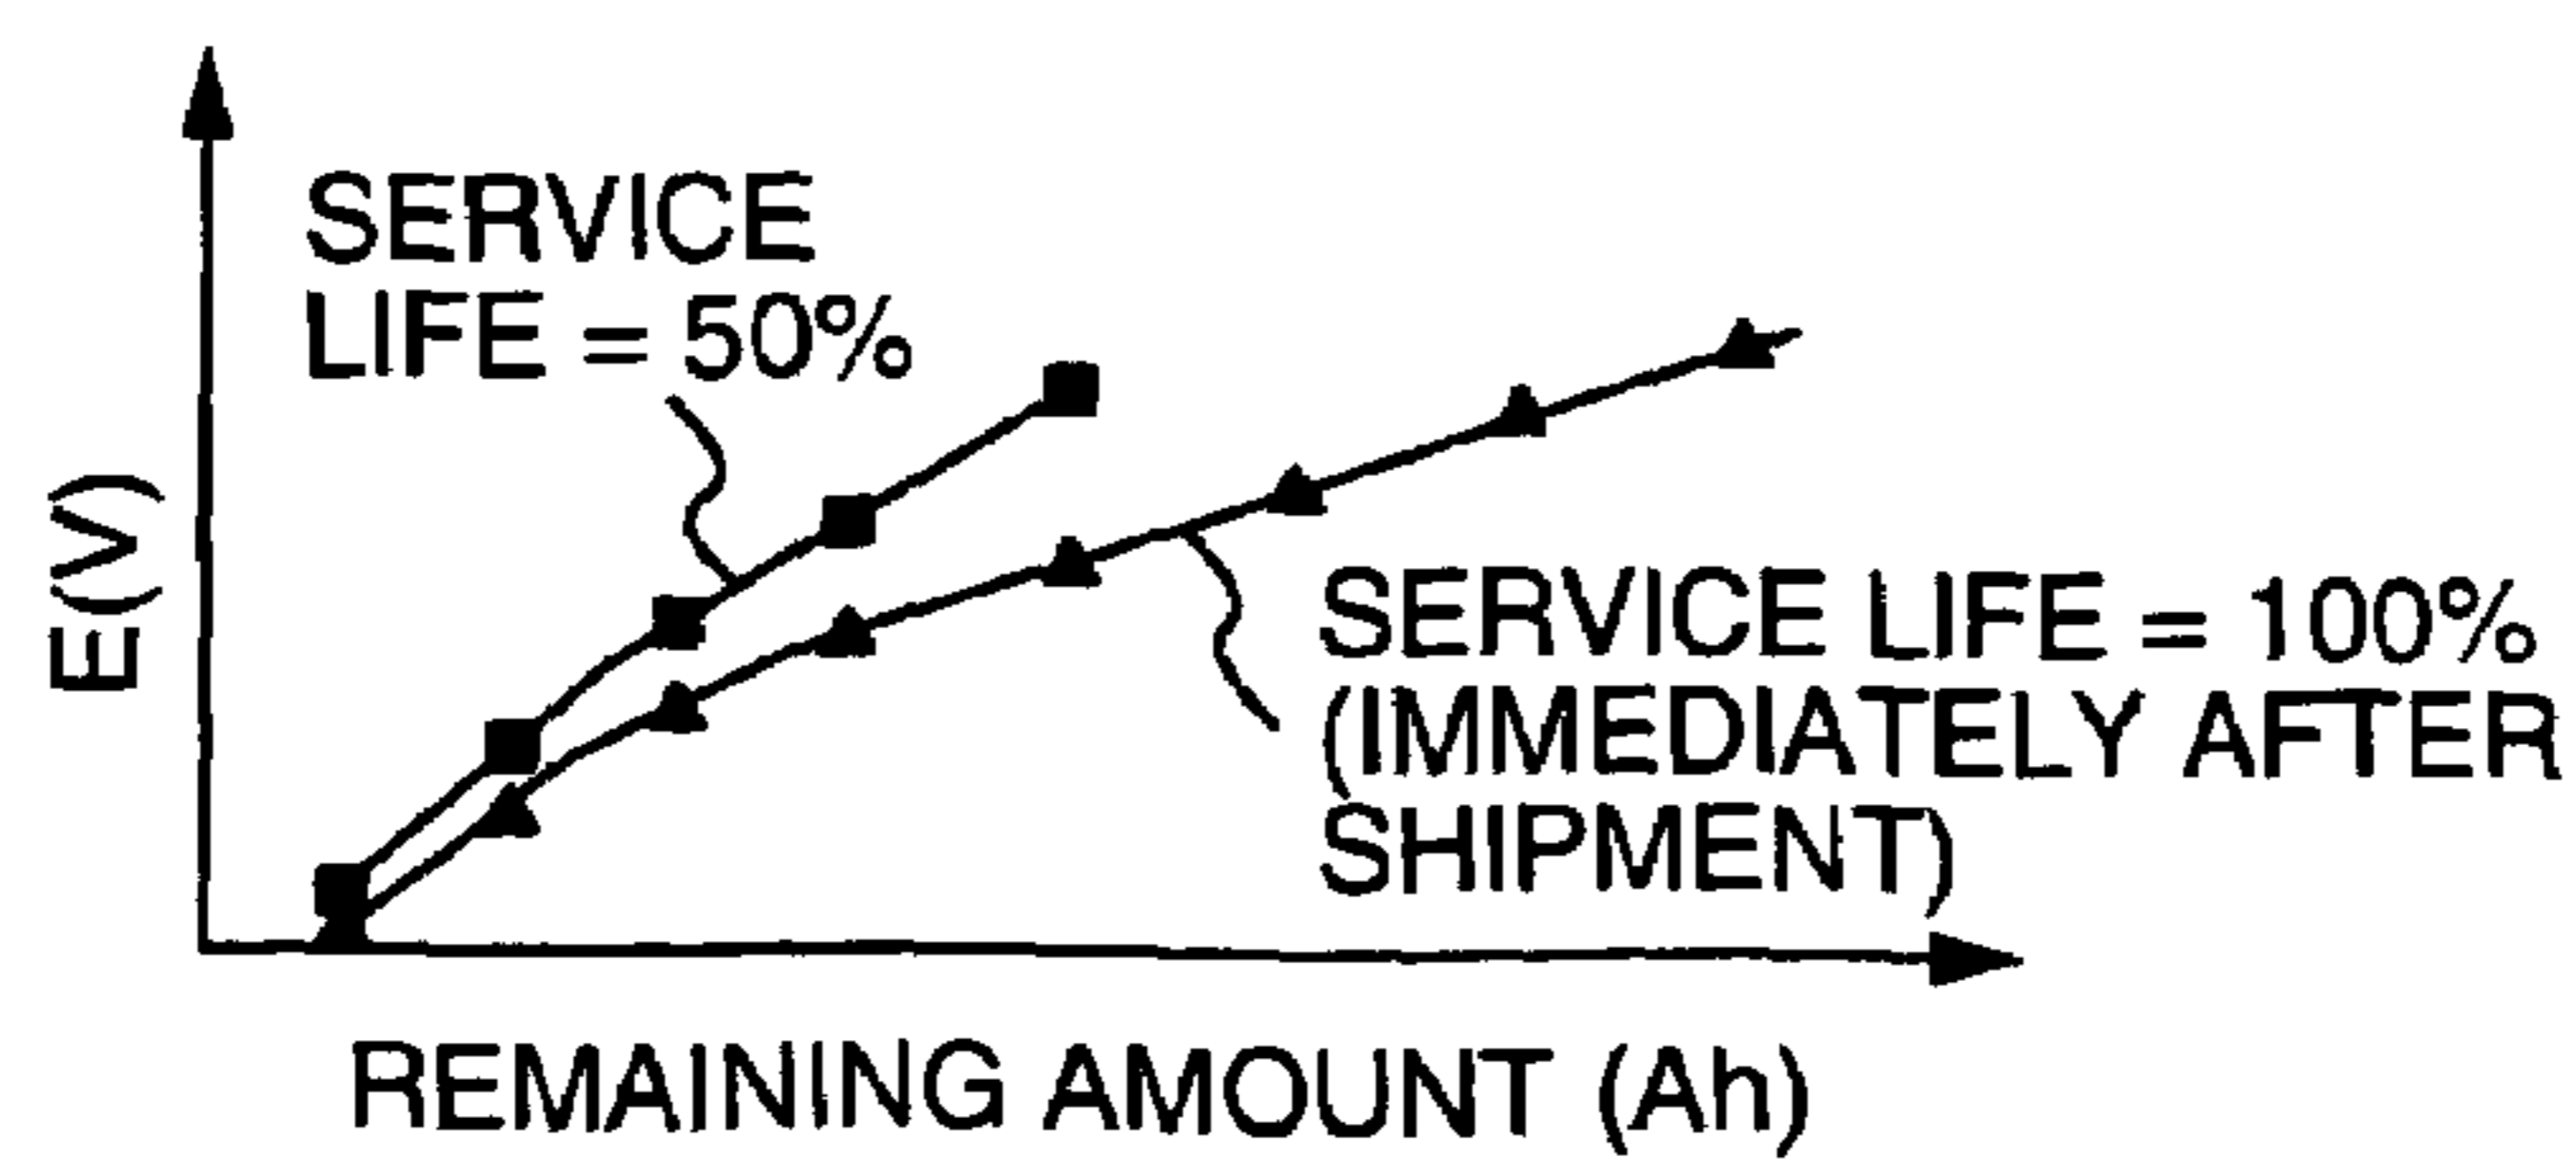 SERVICE
LIFE = 50%
E(V)
SERVICE LIFE = 100%
(IMMEDIATELY AFTER
SHIPMENT)
REMAINING AMOUNT (Ah)